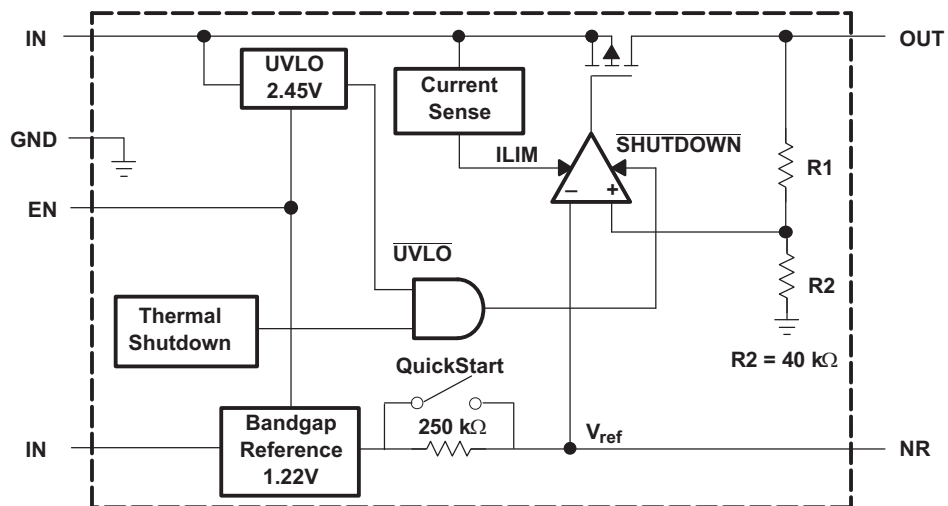 IN
OUT
UVLO
2.45V
Current
Sense
GND
SHUTDOWN
ILIM
R1
–
+
EN
UVLO
R2
Thermal
Shutdown
R2 = 40 kΩ
QuickStart
250 kΩ
Bandgap
Reference
1.22V
Vref
IN
NR